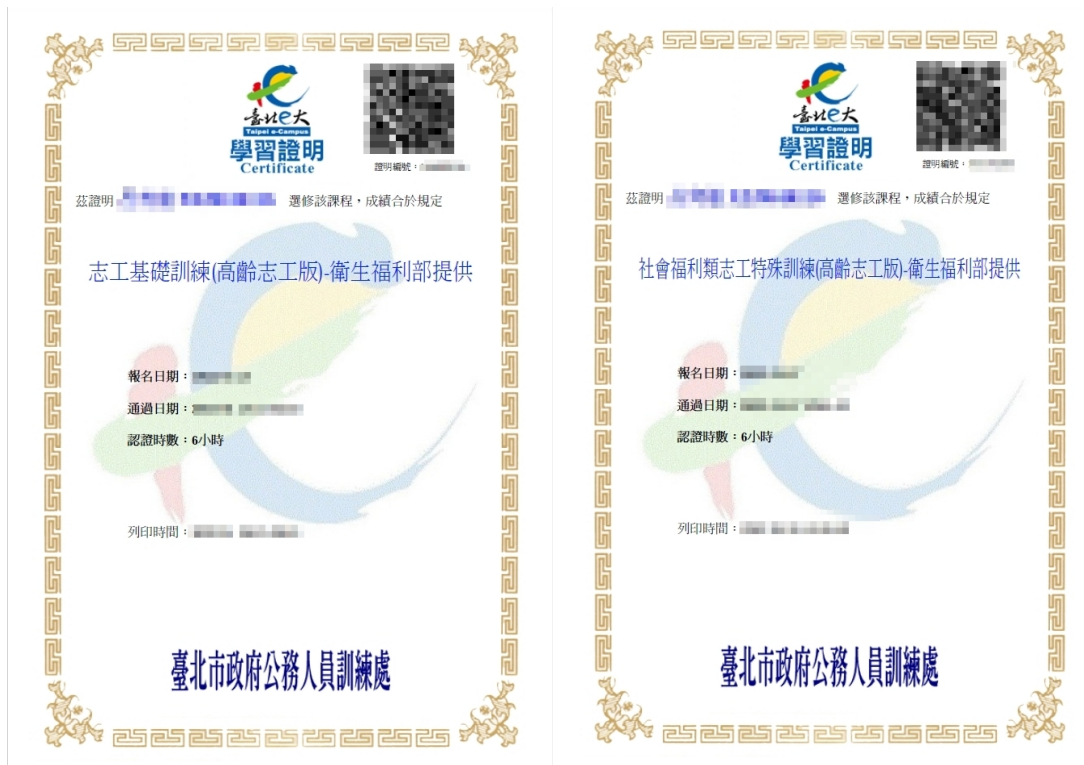 臺北e大
Taipei e-Campus
學習證明
Certificate
證明編號：
茲證明 選修該課程，成績合於規定
志工基礎訓練(高齡志工版)-衛生福利部提供
報名日期：
通過日期：
認證時數：6小時
列印時間：
臺北市政府公務人員訓練處
臺北e大
Taipei e-Campus
學習證明
Certificate
證明編號：
茲證明 選修該課程，成績合於規定
社會福利類志工特殊訓練(高齡志工版)-衛生福利部提供
報名日期：
通過日期：
認證時數：6小時
列印時間：
臺北市政府公務人員訓練處